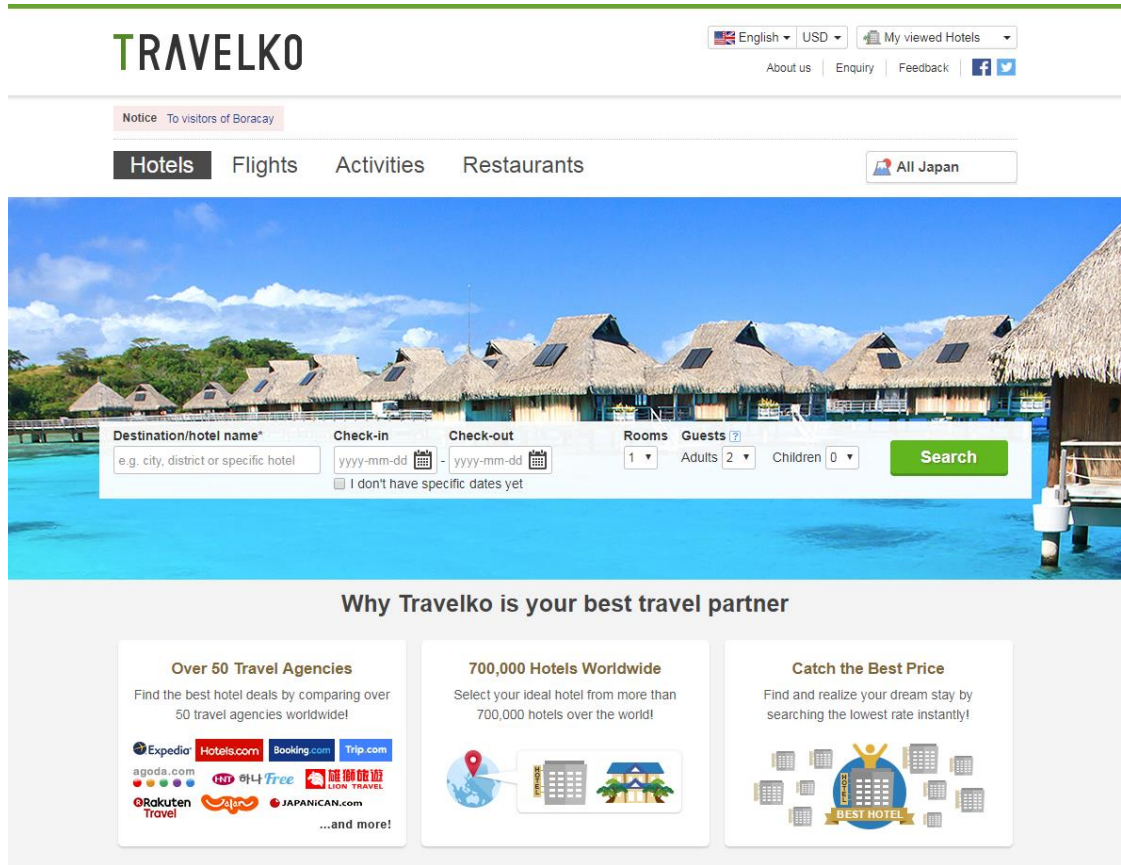 TRAVELKO
English USD My viewed Hotels
About us Enquiry Feedback
Notice To visitors of Boracay
Hotels Flights Activities Restaurants All Japan
Destination/hotel name* Check-in Check-out Rooms Guests ?
e.g. city, district or specific hotel yyyy-mm-dd - yyyy-mm-dd 1 Adults 2 Children 0 Search
I don't have specific dates yet
Why Travelko is your best travel partner
Over 50 Travel Agencies
Find the best hotel deals by comparing over
50 travel agencies worldwide!
Expedia Hotels.com Booking.com Trip.com
agoda.com HNT 하나Free 雄獅旅遊
LION TRAVEL
Rakuten
Travel Jalan JAPANiCAN.com
...and more!
700,000 Hotels Worldwide
Select your ideal hotel from more than
700,000 hotels over the world!
HOTEL
Catch the Best Price
Find and realize your dream stay by
searching the lowest rate instantly!
HOTEL
BEST HOTEL